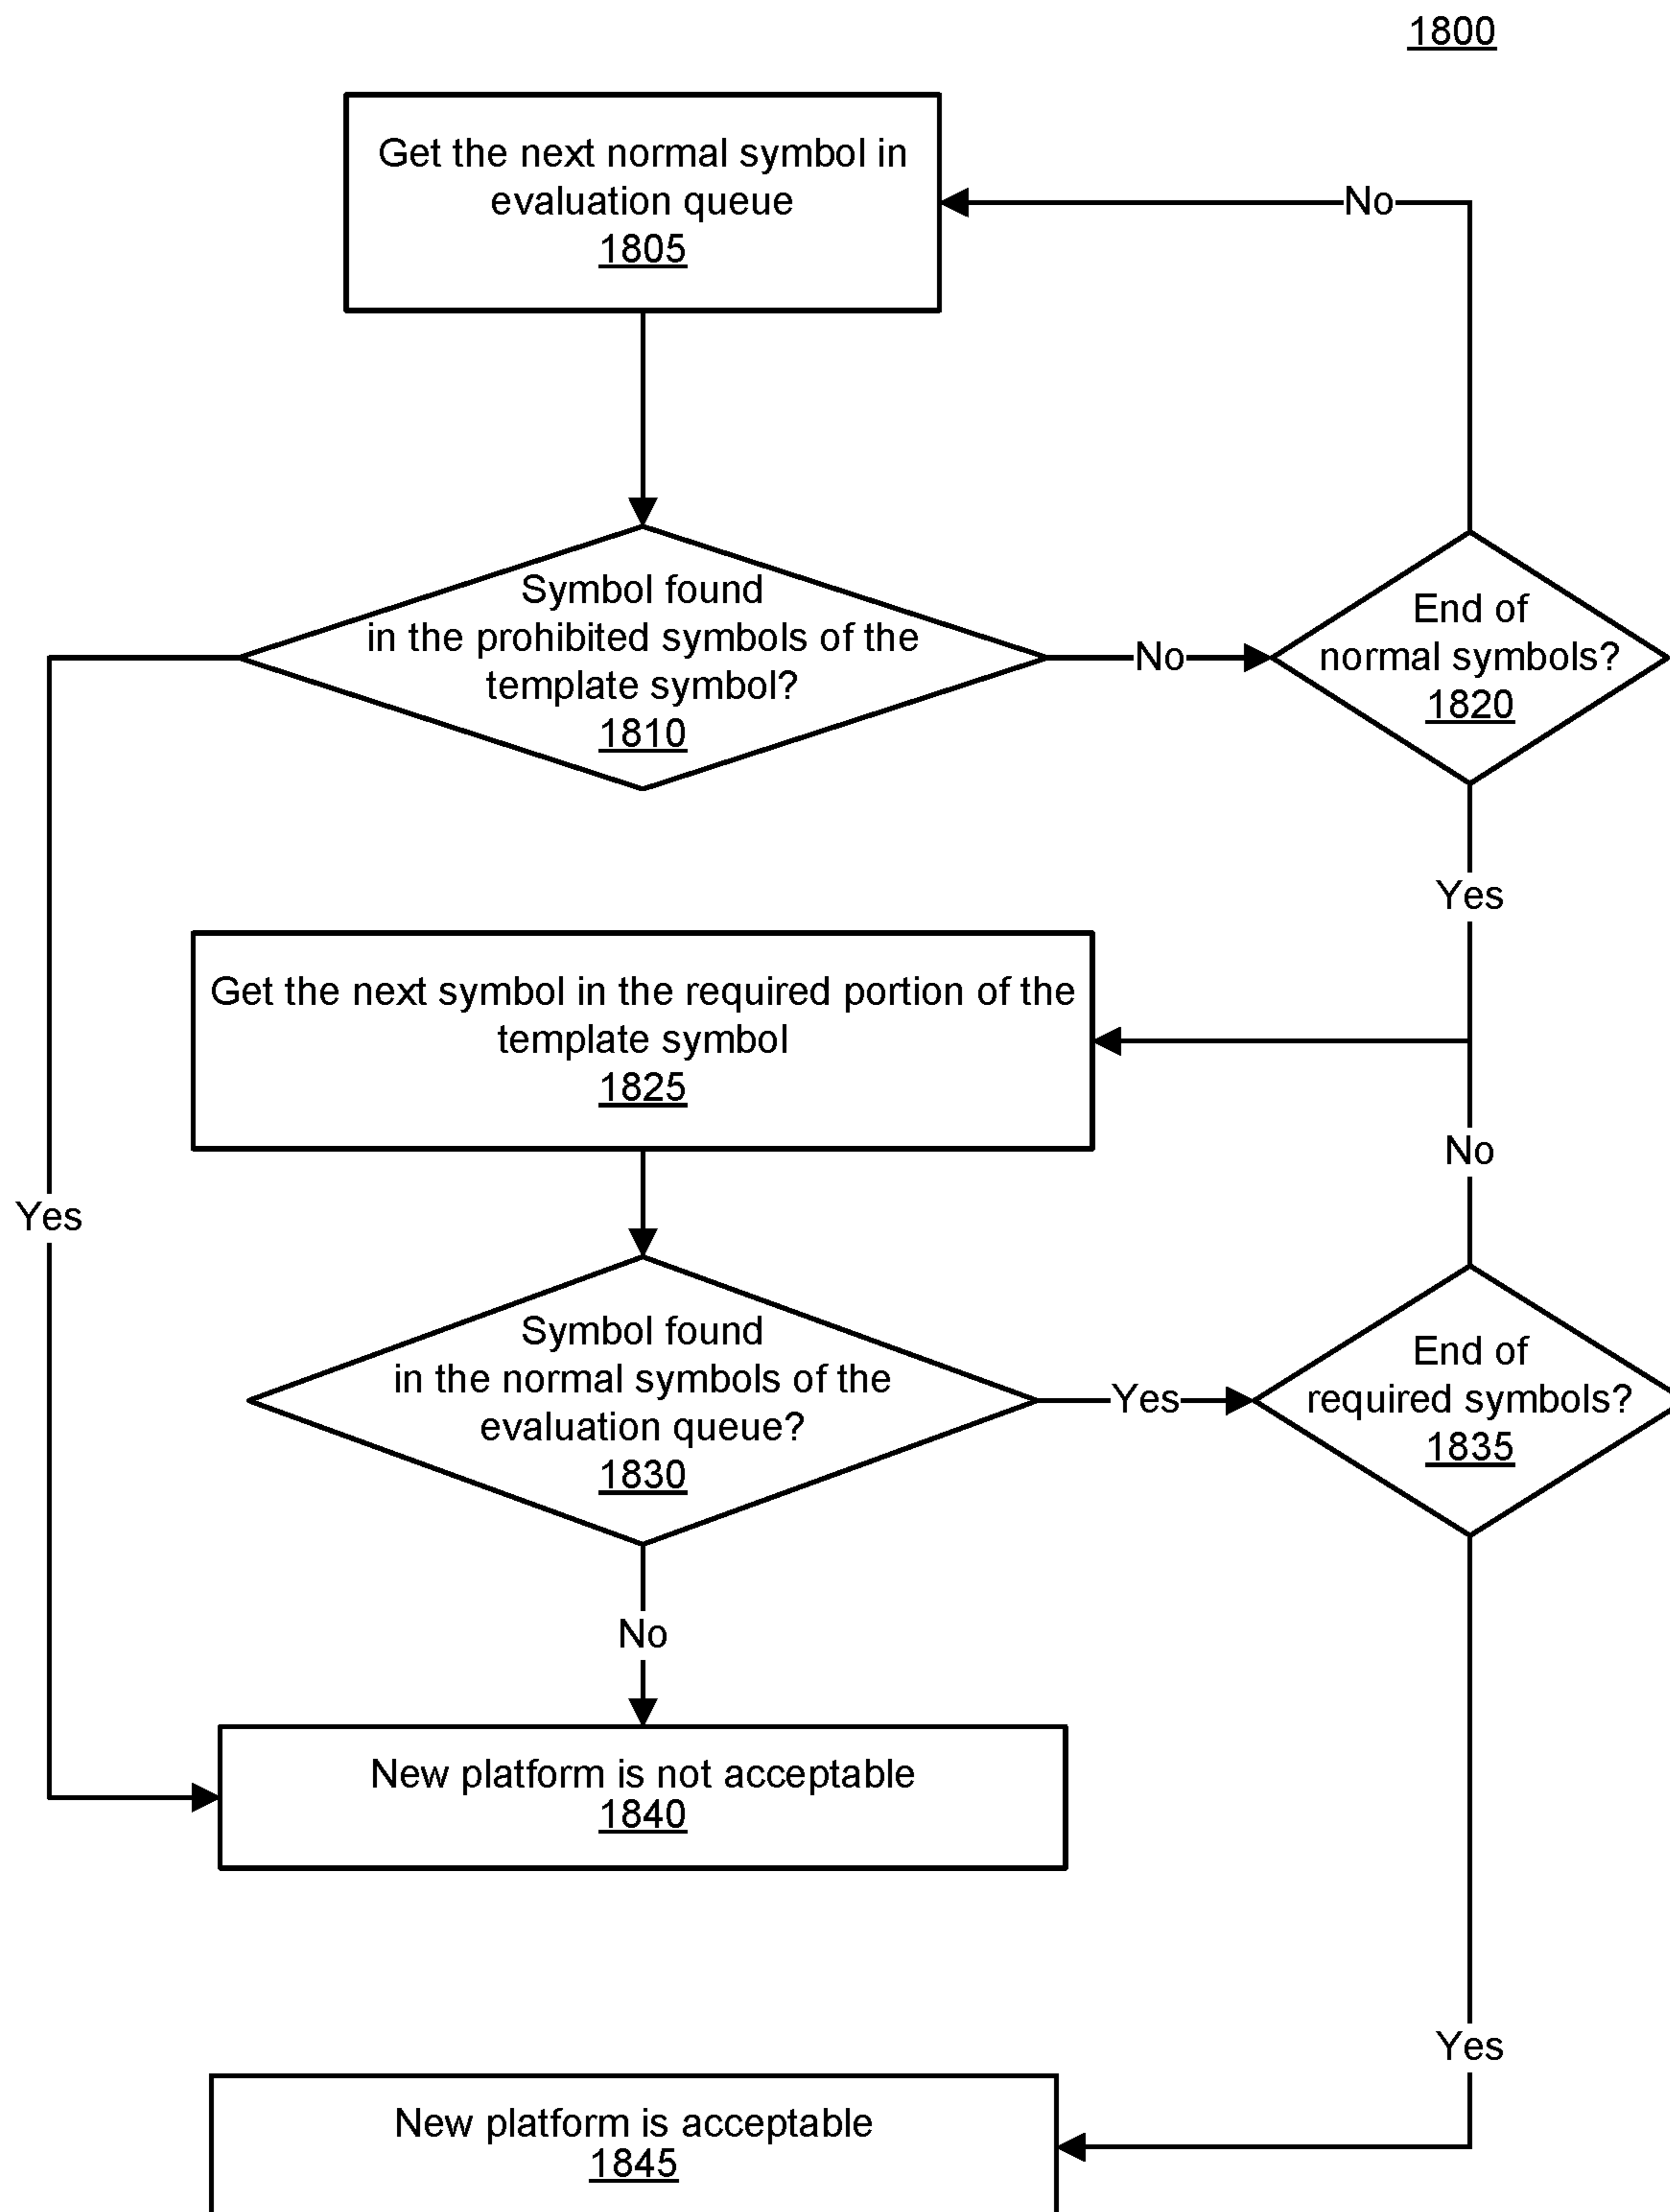 1800
Get the next normal symbol in
evaluation queue
1805
No
Symbol found
in the prohibited symbols of the
template symbol?
1810
No
End of
normal symbols?
1820
Yes
Get the next symbol in the required portion of the
template symbol
1825
No
Yes
Symbol found
in the normal symbols of the
evaluation queue?
1830
Yes
End of
required symbols?
1835
No
New platform is not acceptable
1840
Yes
New platform is acceptable
1845